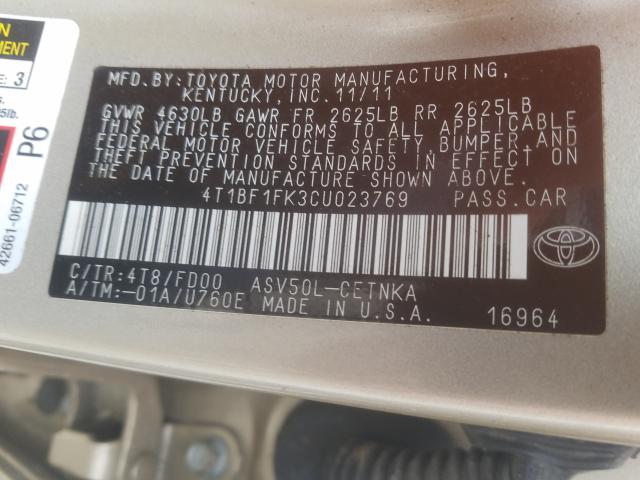 MFD.BY: TOYOTA MOTOR MANUFACTURING,
KENTUCKY, INC. 11/11
GVWR 4630LB GAWR FR 2625LB RR 2625LB
THIS VEHICLE CONFORMS TO ALL APPLICABLE
FEDERAL MOTOR VEHICLE SAFETY, BUMPER, AND
THEFT PREVENTION STANDARDS IN EFFECT ON
THE DATE OF MANUFACTURE SHOWN ABOVE.
4T1BF1FK3CU023769 PASS.CAR
C/TR:4T8/FD00 ASV50L-CETNKA
A/TM:-01A/U760E MADE IN U.S.A.
16964
P6
42661-06712